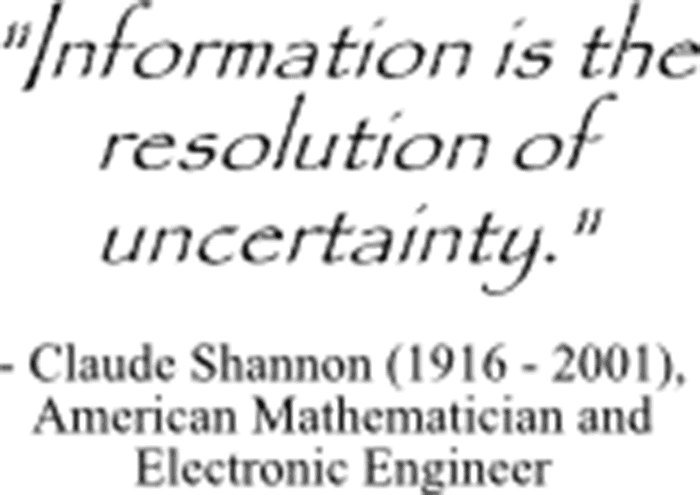 "Information is the
resolution of
uncertainty."
- Claude Shannon (1916 - 2001),
American Mathematician and
Electronic Engineer